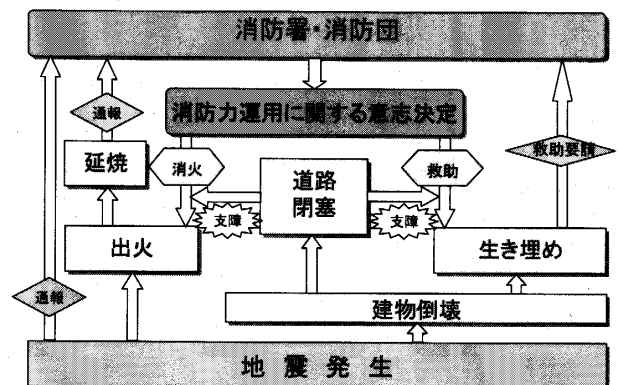 消防署・消防団
消防力運用に関する意志決定
通報
延焼
消火
道路
閉塞
救助
救助要請
支障
支障
出火
生き埋め
通報
建物倒壊
地震発生